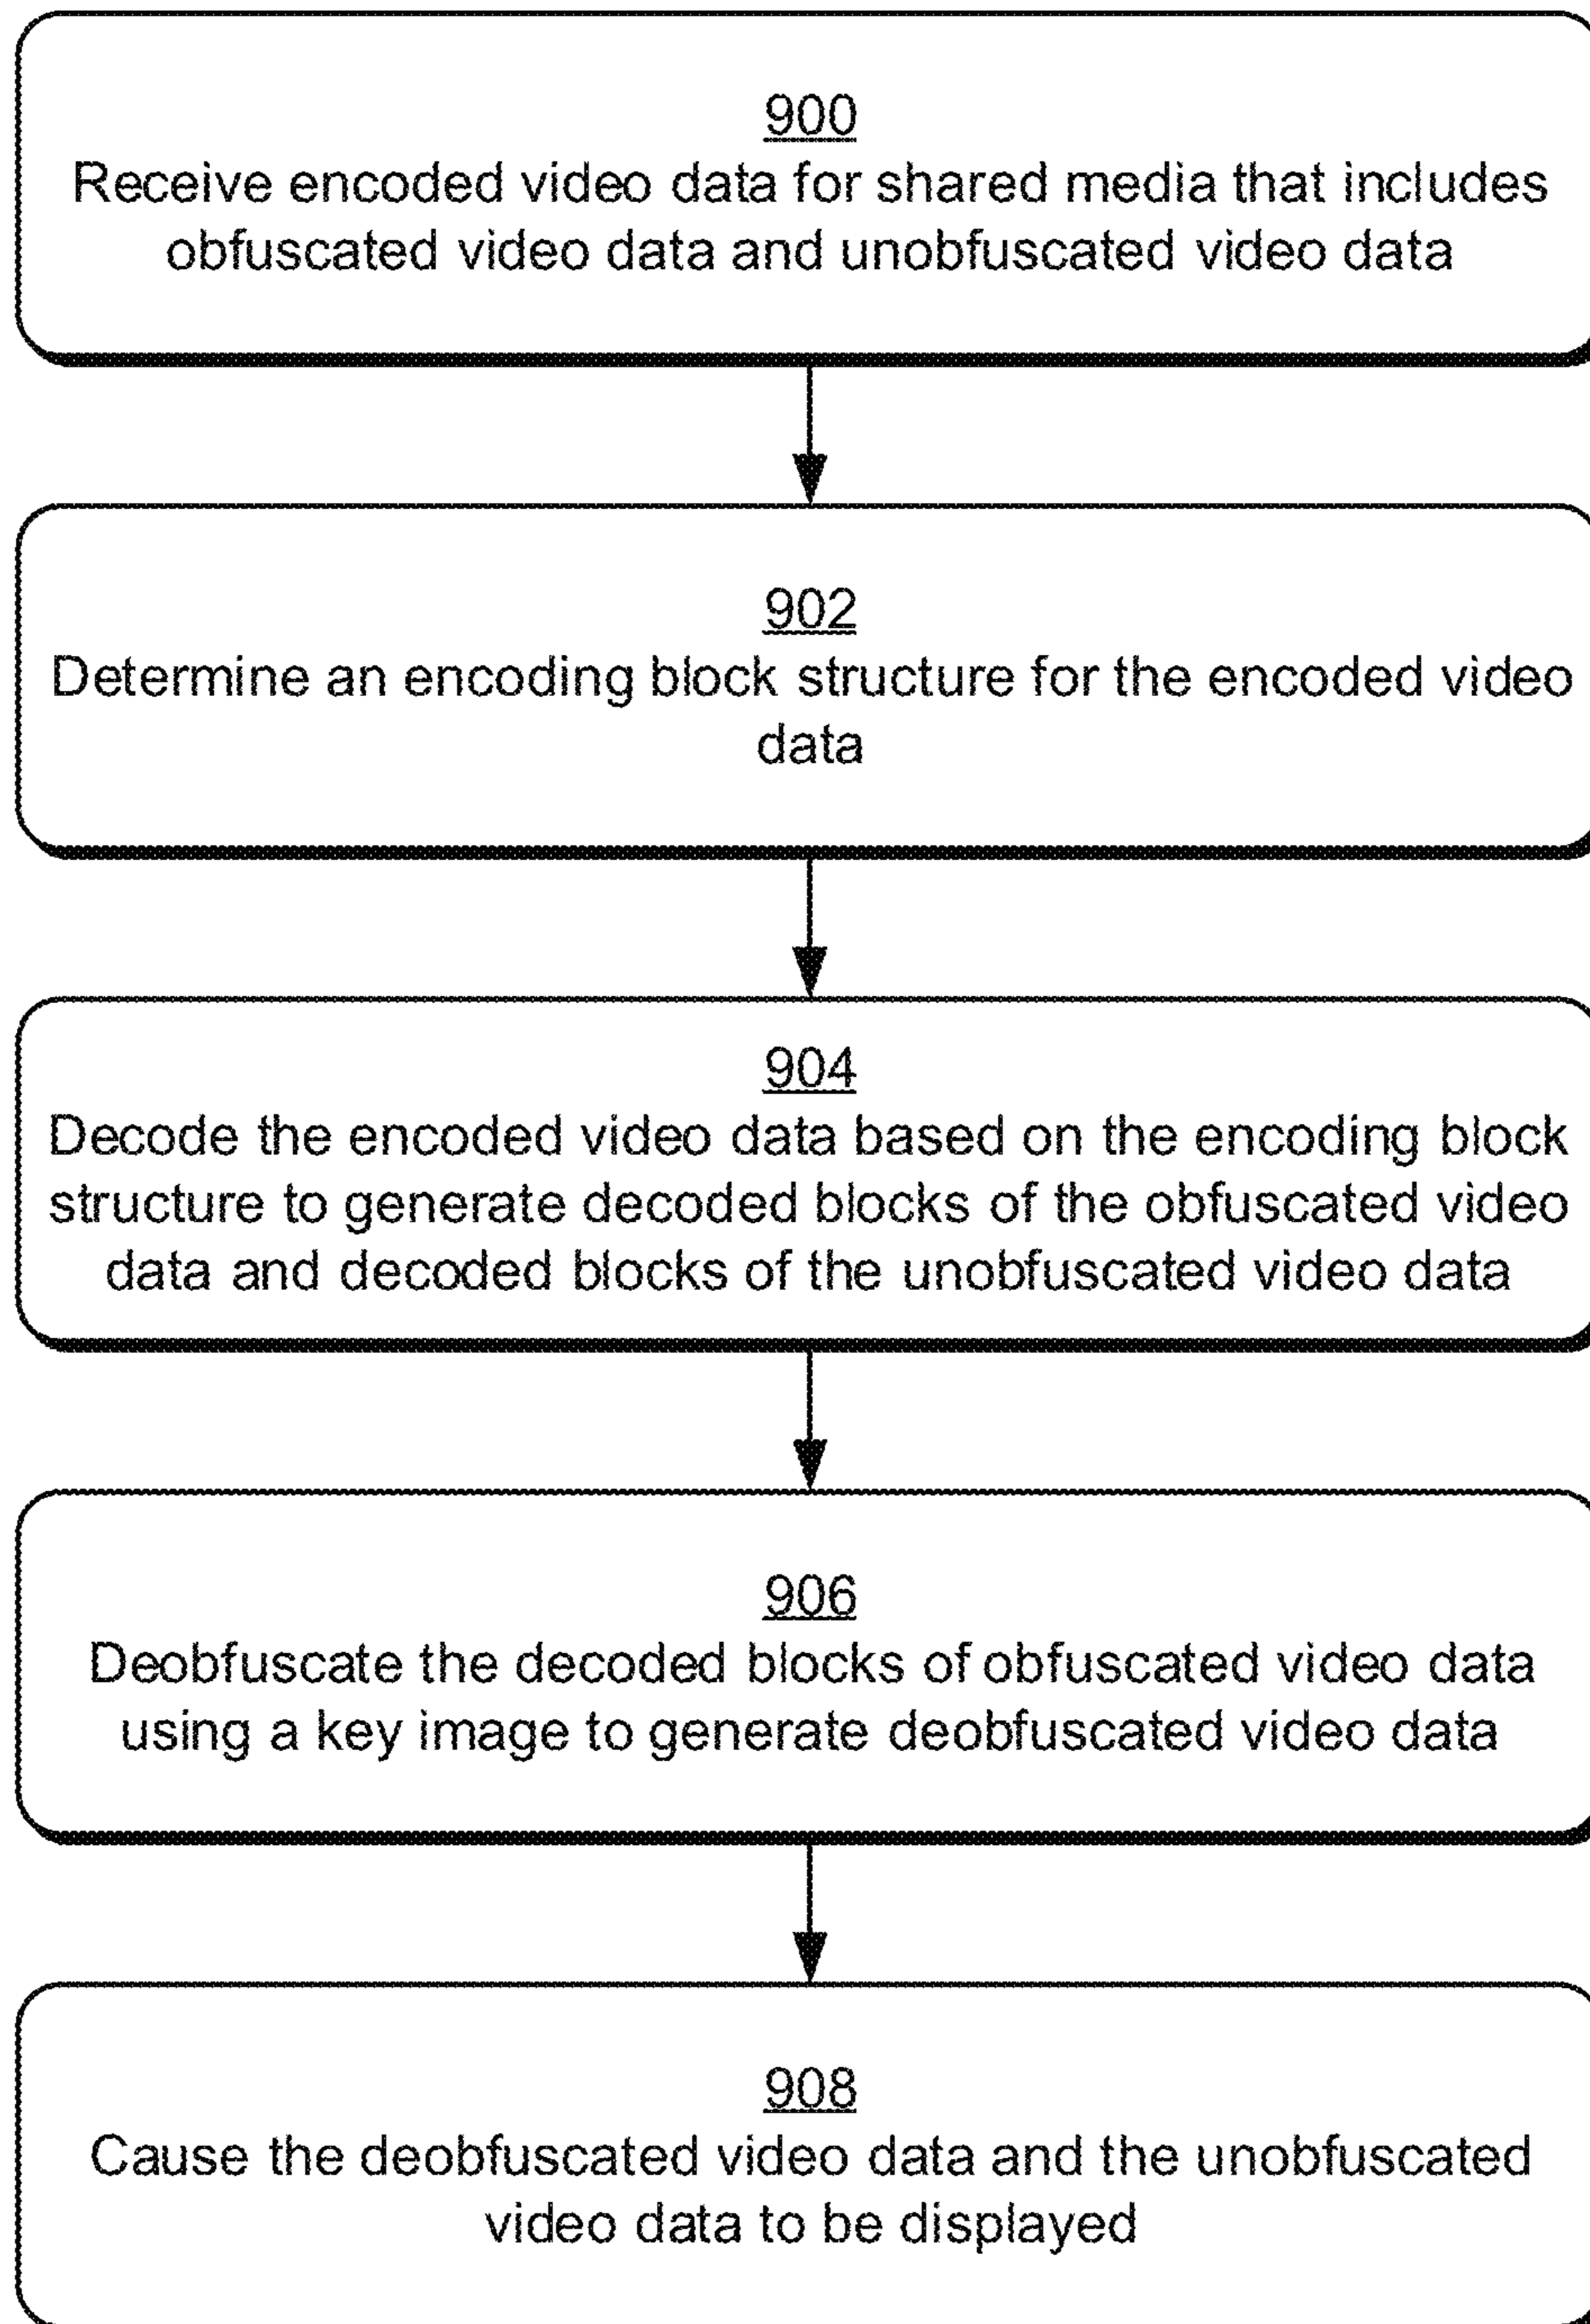 900
Receive encoded video data for shared media that includes
obfuscated video data and unobfuscated video data
902
Determine an encoding block structure for the encoded video
data
904
Decode the encoded video data based on the encoding block
structure to generate decoded blocks of the obfuscated video
data and decoded blocks of the unobfuscated video data
906
Deobfuscate the decoded blocks of obfuscated video data
using a key image to generate deobfuscated video data
908
Cause the deobfuscated video data and the unobfuscated
video data to be displayed